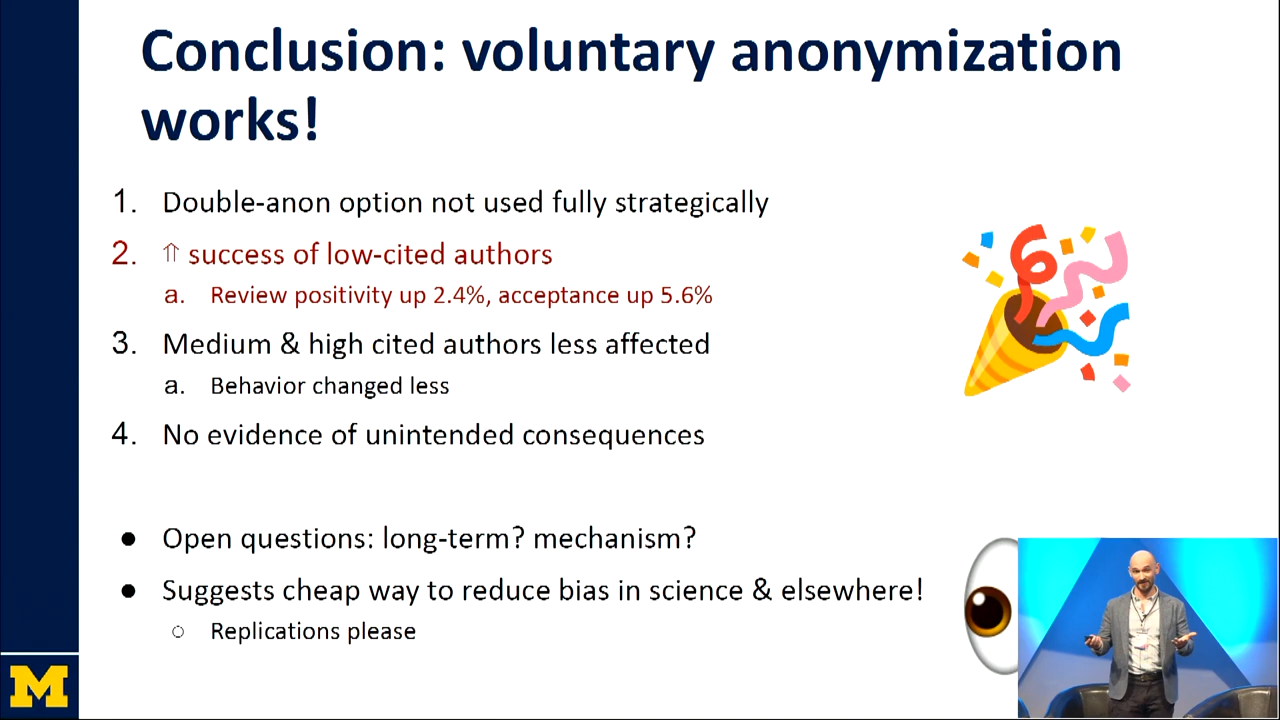 Conclusion: voluntary anonymization
works!
1. Double-anon option not used fully strategically
2. ⇑ success of low-cited authors
a. Review positivity up 2.4%, acceptance up 5.6%
3. Medium & high cited authors less affected
a. Behavior changed less
4. No evidence of unintended consequences
● Open questions: long-term? mechanism?
● Suggests cheap way to reduce bias in science & elsewhere!
○ Replications please
M